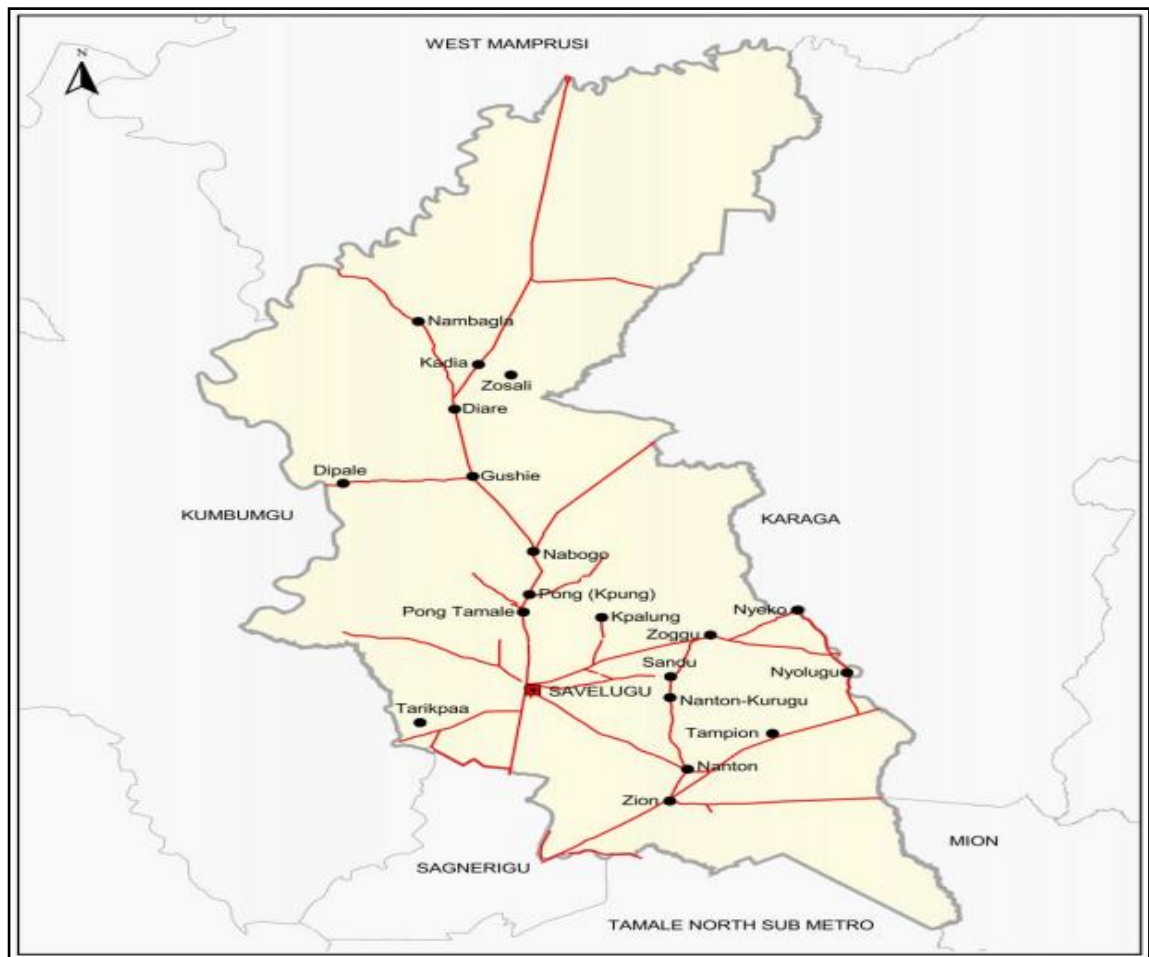 WEST MAMPRUSI
N
Nambagla
Kadia
Zosali
Diare
Dipale
Gushie
KUMBUMGU
KARAGA
Nabogo
Pong (Kpung)
Pong Tamale
Kpalung
Nyeko
Zoggu
Sandu
Nyolugu
SAVELUGU
Nanton-Kurugu
Tarikpaa
Tampion
Nanton
Zion
MION
SAGNERIGU
TAMALE NORTH SUB METRO